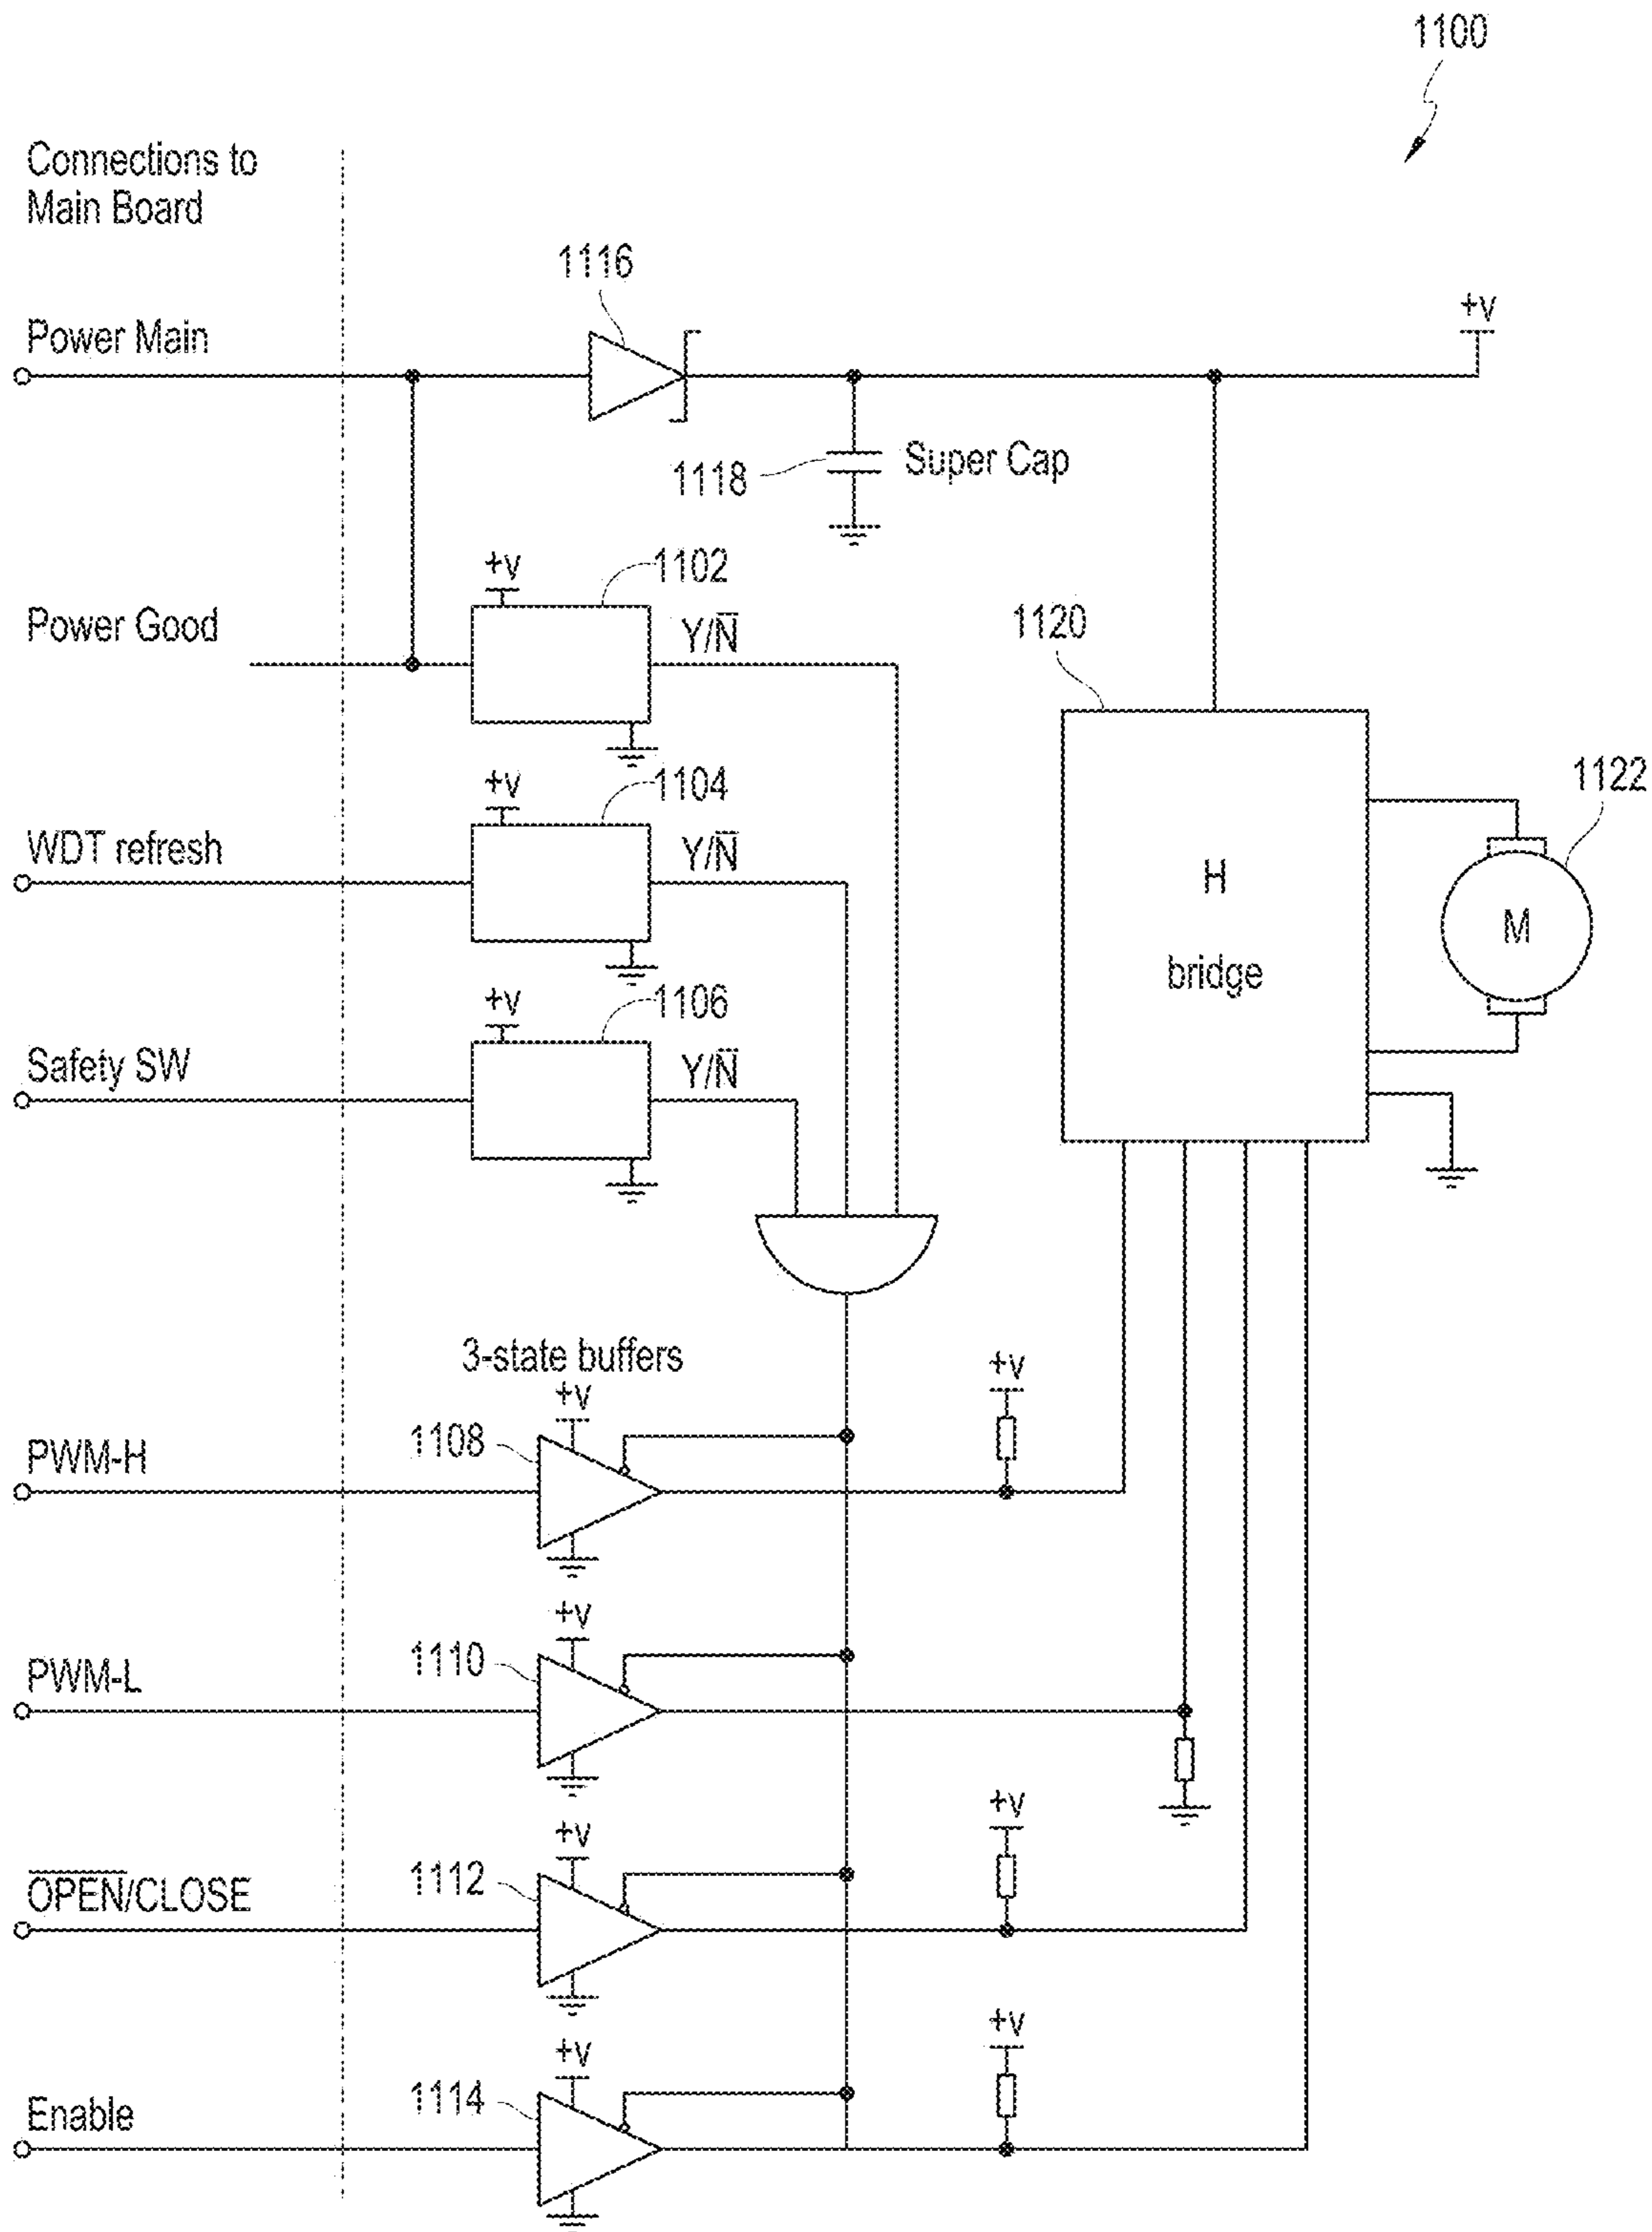 1100
Connections to
Main Board
1116
Power Main
+v
1118
Super Cap
+v
1102
Power Good
Y/N̅
1120
+v
1104
1122
WDT refresh
Y/N̅
H
M
bridge
+v
1106
Safety SW
Y/N̅
3-state buffers
+v
+v
1108
PWM-H
+v
1110
PWM-L
+v
+v
1112
O̅P̅E̅N̅/CLOSE
+v
+v
1114
Enable